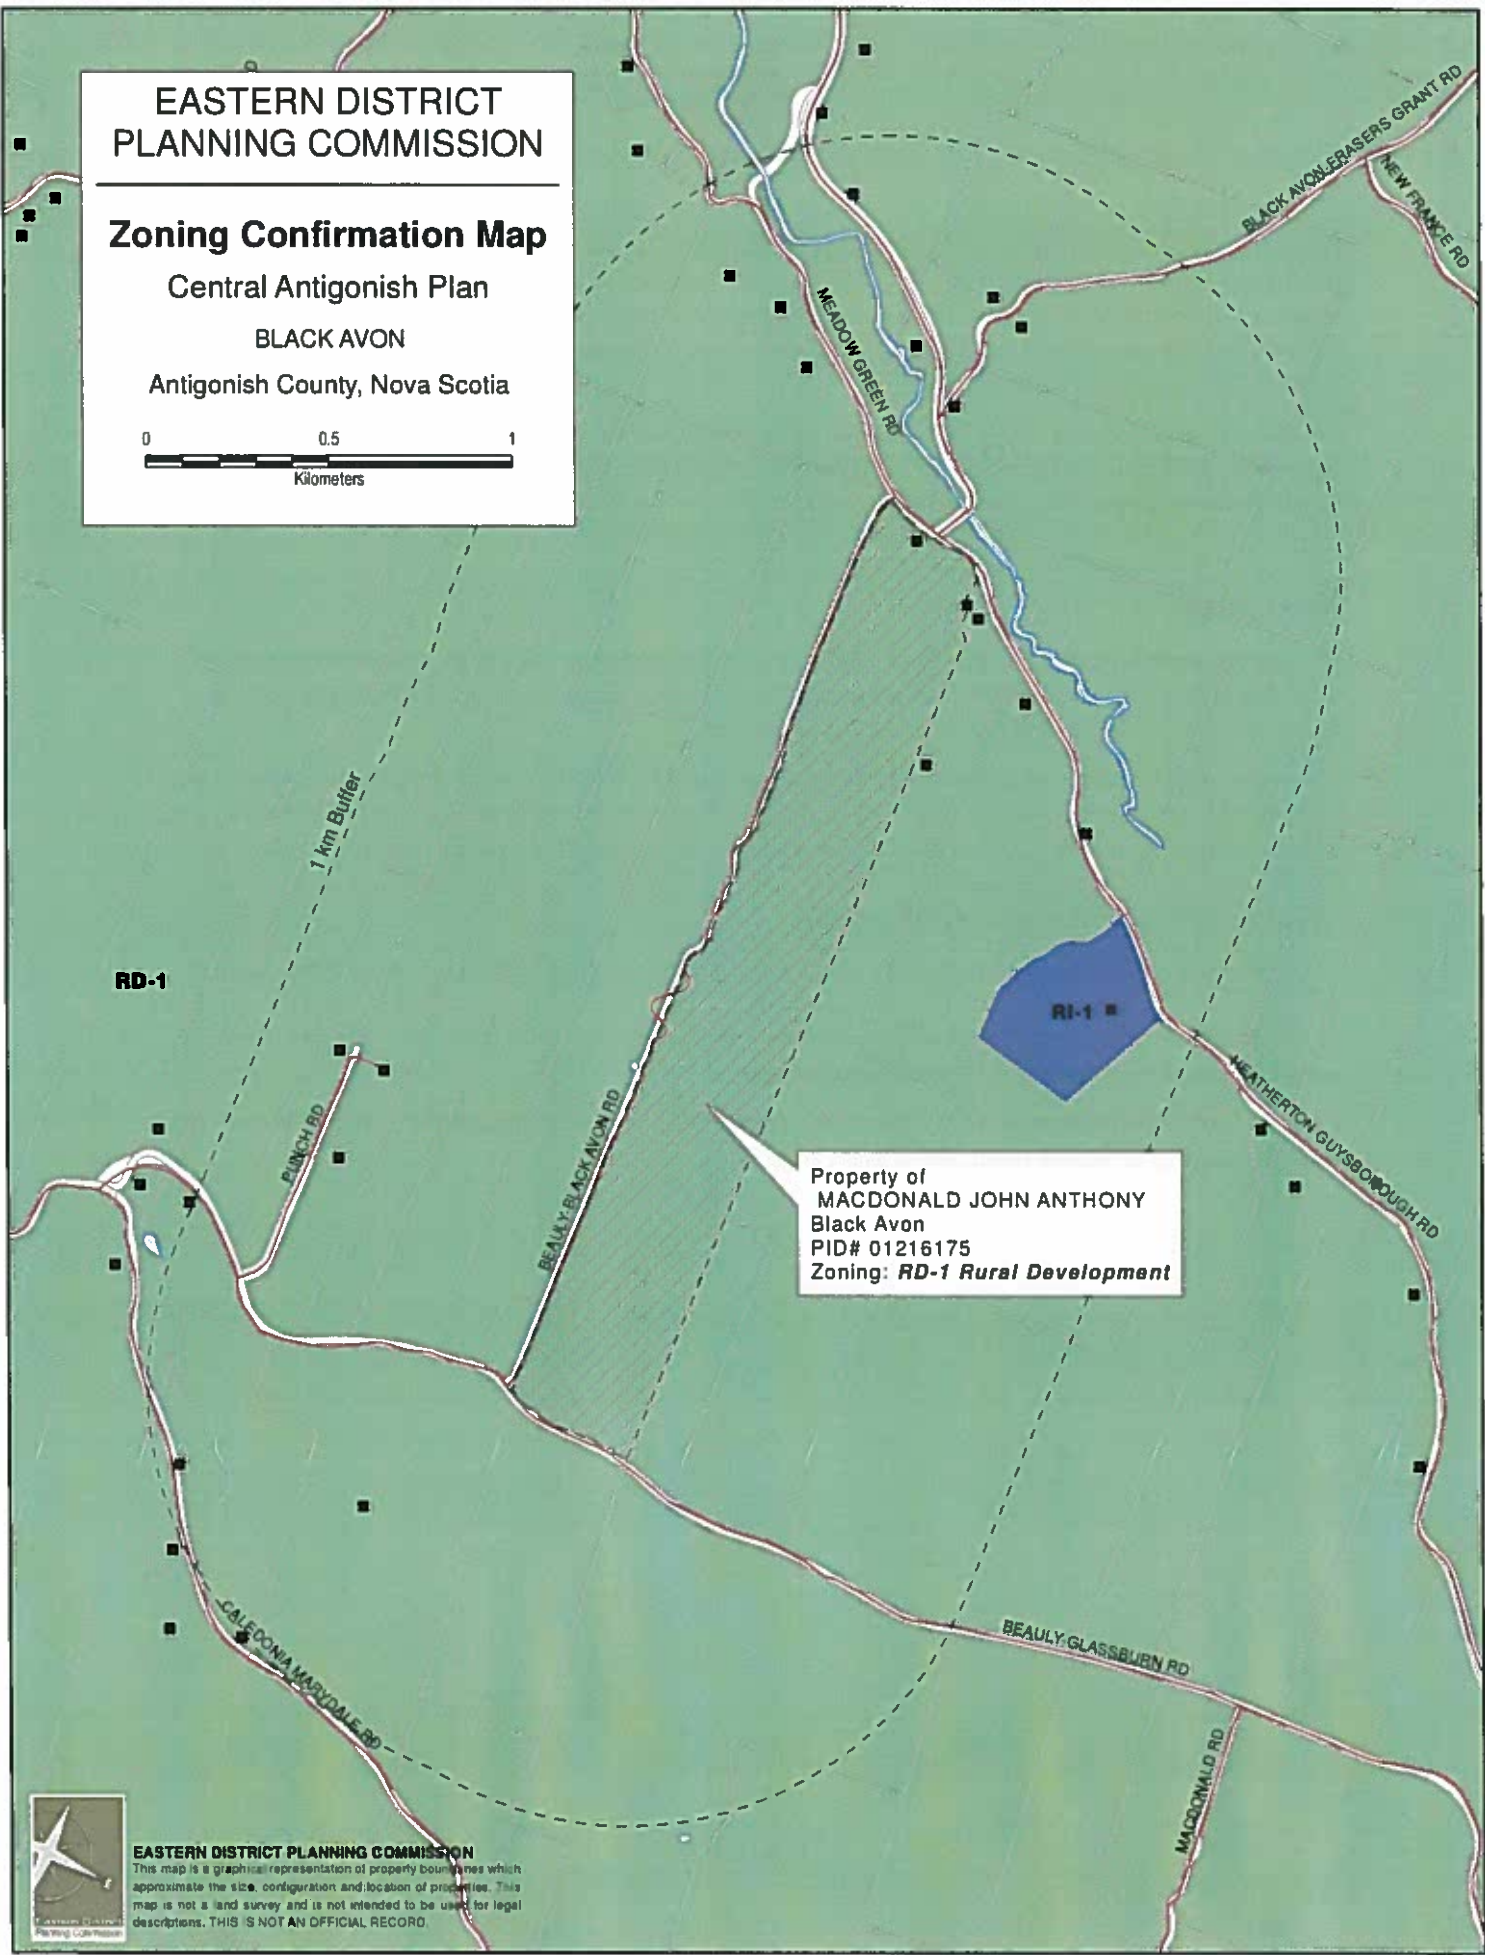 EASTERN DISTRICT
PLANNING COMMISSION
Zoning Confirmation Map
Central Antigonish Plan
BLACK AVON
Antigonish County, Nova Scotia
0 0.5 1
Kilometers
BLACK AVON-FRASERS GRANT RD
NEW FRANCE RD
MEADOW GREEN RD
1 km Buffer
RD-1
RI-1
PUNCH RD
BEAULY-BLACK AVON RD
HEATHERTON GUYSBOROUGH RD
Property of
MACDONALD JOHN ANTHONY
Black Avon
PID# 01216175
Zoning: RD-1 Rural Development
CALEDONIA MARYDALE RD
BEAULY GLASSBURN RD
MACDONALD RD
EASTERN DISTRICT PLANNING COMMISSION
This map is a graphical representation of property boundaries which
approximate the size, configuration and location of properties. This
map is not a land survey and is not intended to be used for legal
descriptions. THIS IS NOT AN OFFICIAL RECORD.
Planning Commission